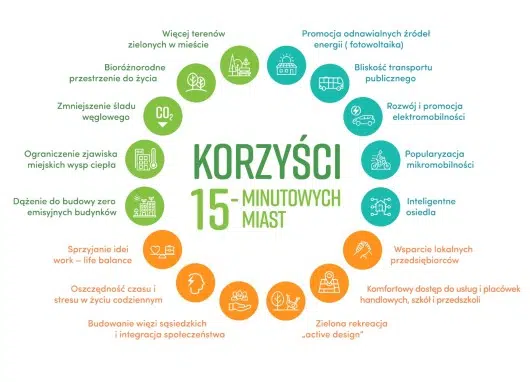 KORZYŚCI
15-MINUTOWYCH
MIAST
Więcej terenów
zielonych w mieście
Bioróżnorodne
przestrzenie do życia
Zmniejszenie śladu
węglowego
CO₂
Ograniczenie zjawiska
miejskich wysp ciepła
Dążenie do budowy zero
emisyjnych budynków
Sprzyjanie idei
work – life balance
Oszczędność czasu i
stresu w życiu codziennym
Budowanie więzi sąsiedzkich
i integracja społeczeństwa
Promocja odnawialnych źródeł
energii ( fotowoltaika)
Bliskość transportu
publicznego
Rozwój i promocja
elektromobilności
Popularyzacja
mikromobilności
Inteligentne
osiedla
Wsparcie lokalnych
przedsiębiorców
Komfortowy dostęp do usług i placówek
handlowych, szkół i przedszkoli
Zielona rekreacja
„active design”